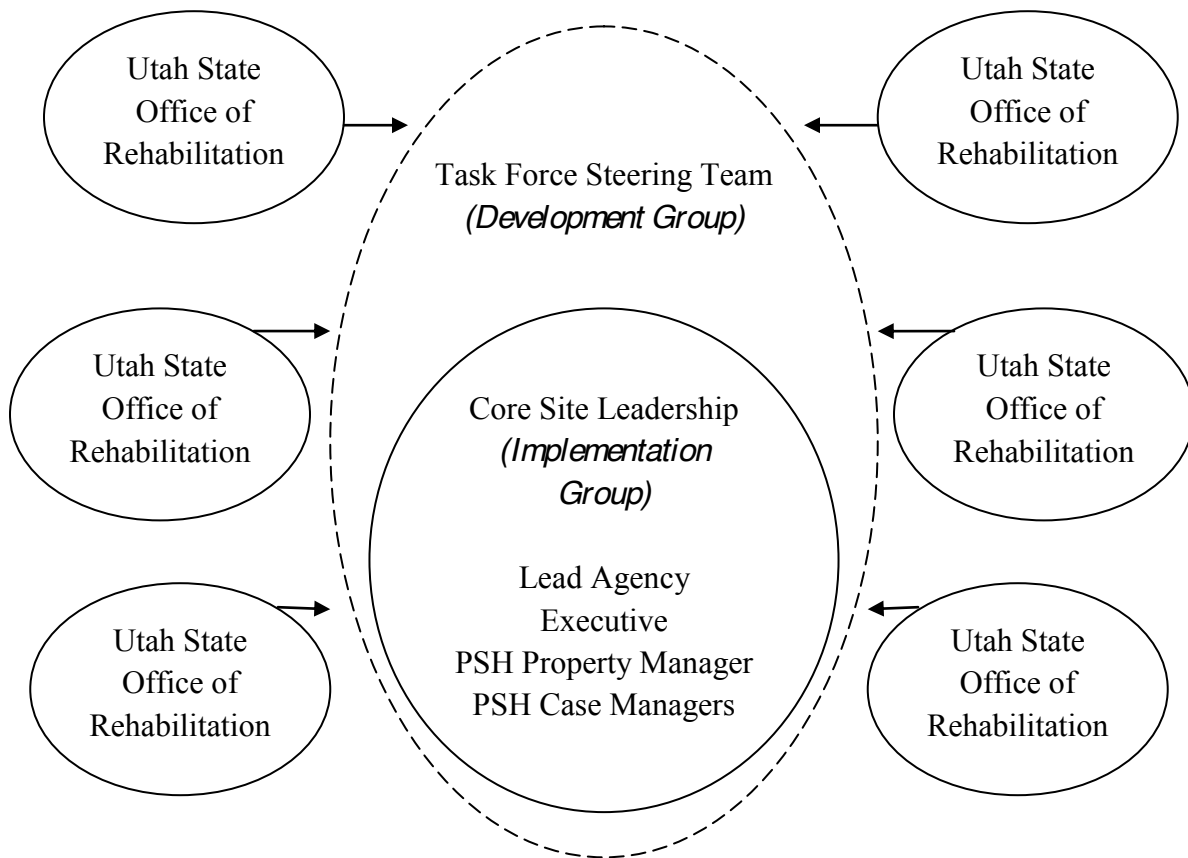 Utah State
Office of
Rehabilitation
Utah State
Office of
Rehabilitation
Task Force Steering Team
(Development Group)
Utah State
Office of
Rehabilitation
Utah State
Office of
Rehabilitation
Core Site Leadership
(Implementation
Group)
Lead Agency
Executive
PSH Property Manager
PSH Case Managers
Utah State
Office of
Rehabilitation
Utah State
Office of
Rehabilitation